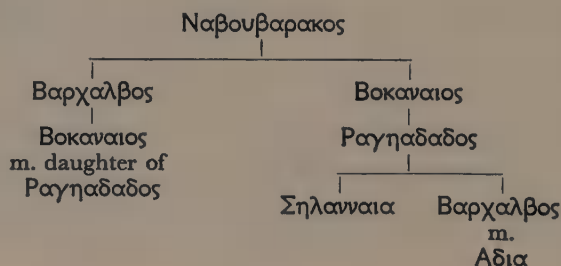 Ναβουβαρακος
Βαρχαλβος Βοκαναιος
Βοκαναιος Ραγηαδαδος
m. daughter of
Ραγηαδαδος
Σηλανναια Βαρχαλβος
m.
Αδια